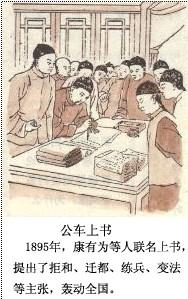 公车上书
1895年，康有为等人联名上书，
提出了拒和、迁都、练兵、变法
等主张，轰动全国。